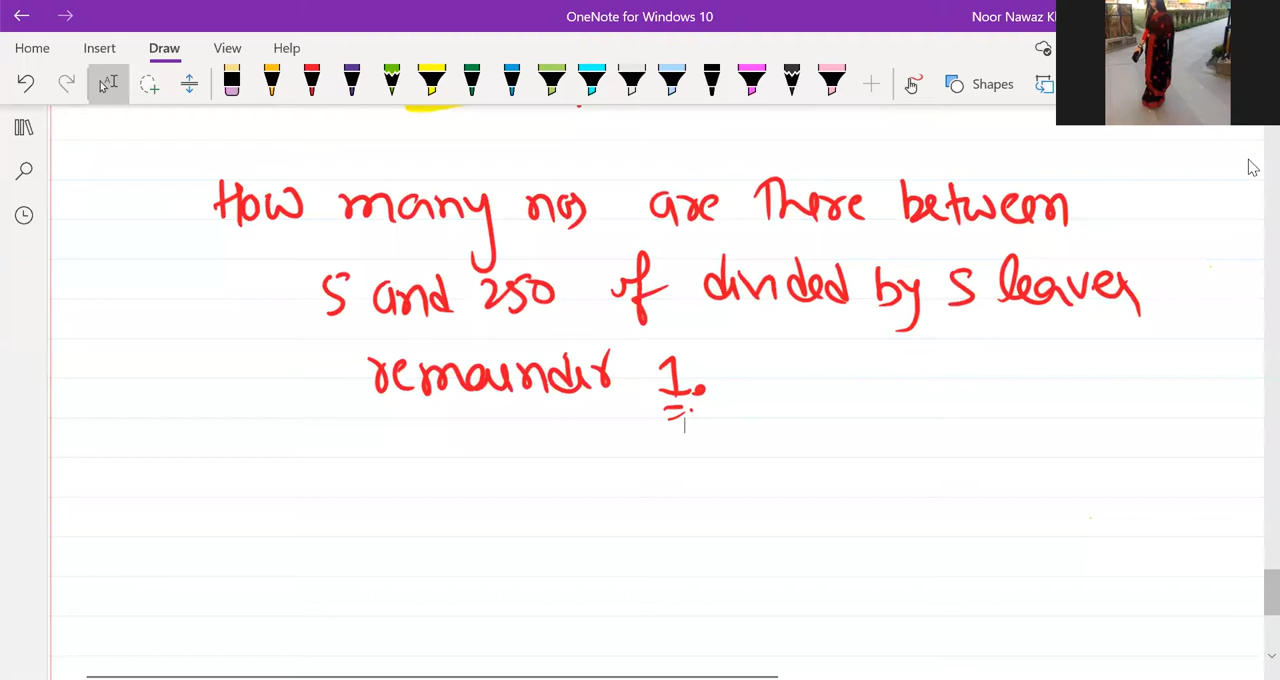 OneNote for Windows 10
Noor Nawaz Kh
Home Insert Draw View Help
Shapes
How many nos are there between
5 and 250 if divided by 5 leaves
remainder 1.